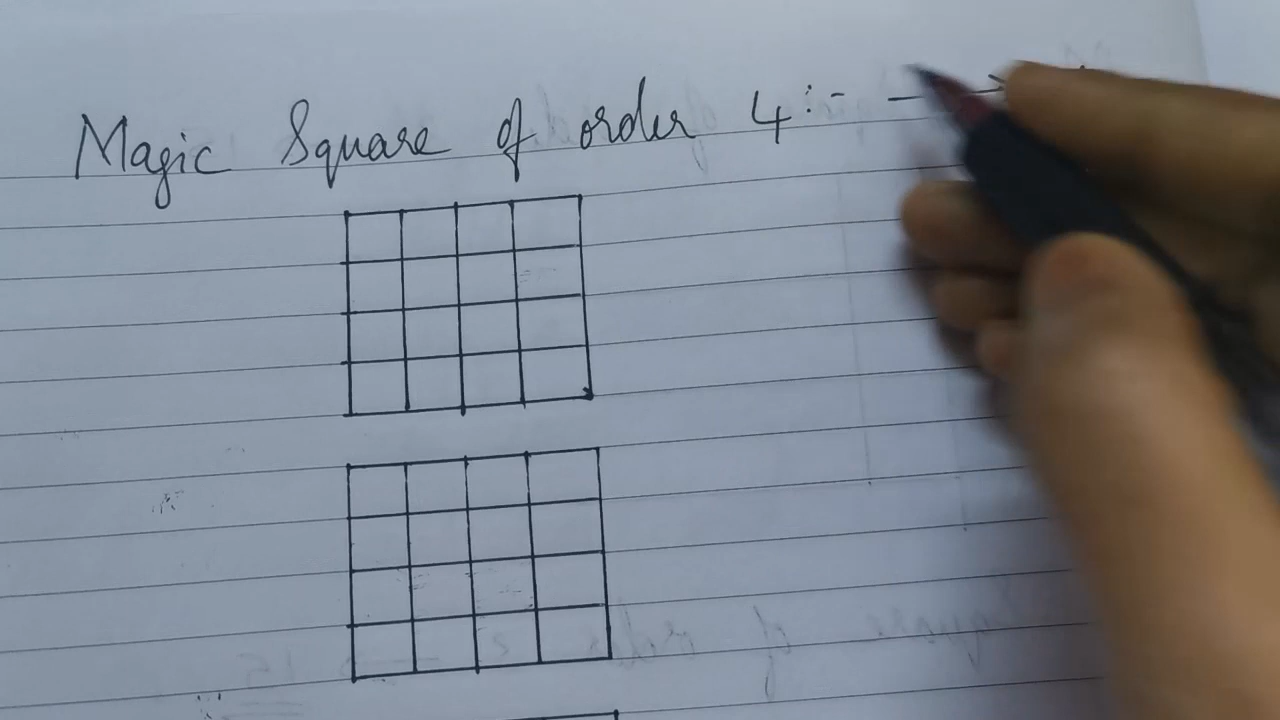 Magic Square of order 4:- →